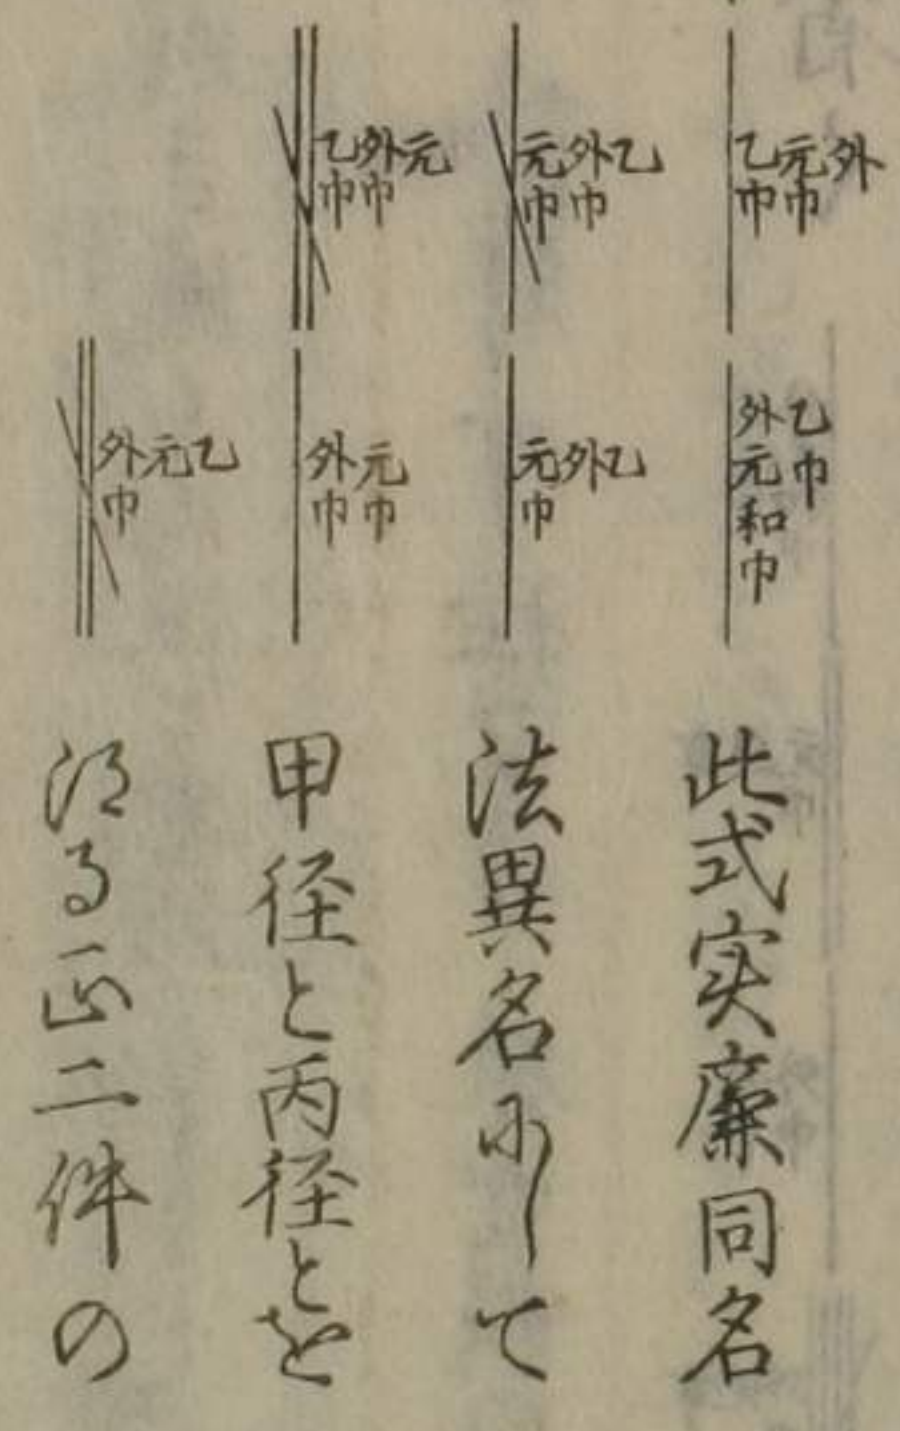 外元巾乙巾
乙巾外元和巾
此式実廉同名
乙外巾元巾
乙外元巾
法異名にして
元外巾乙巾
元巾外巾
甲径と丙径とを
乙元外巾
得る正二件の